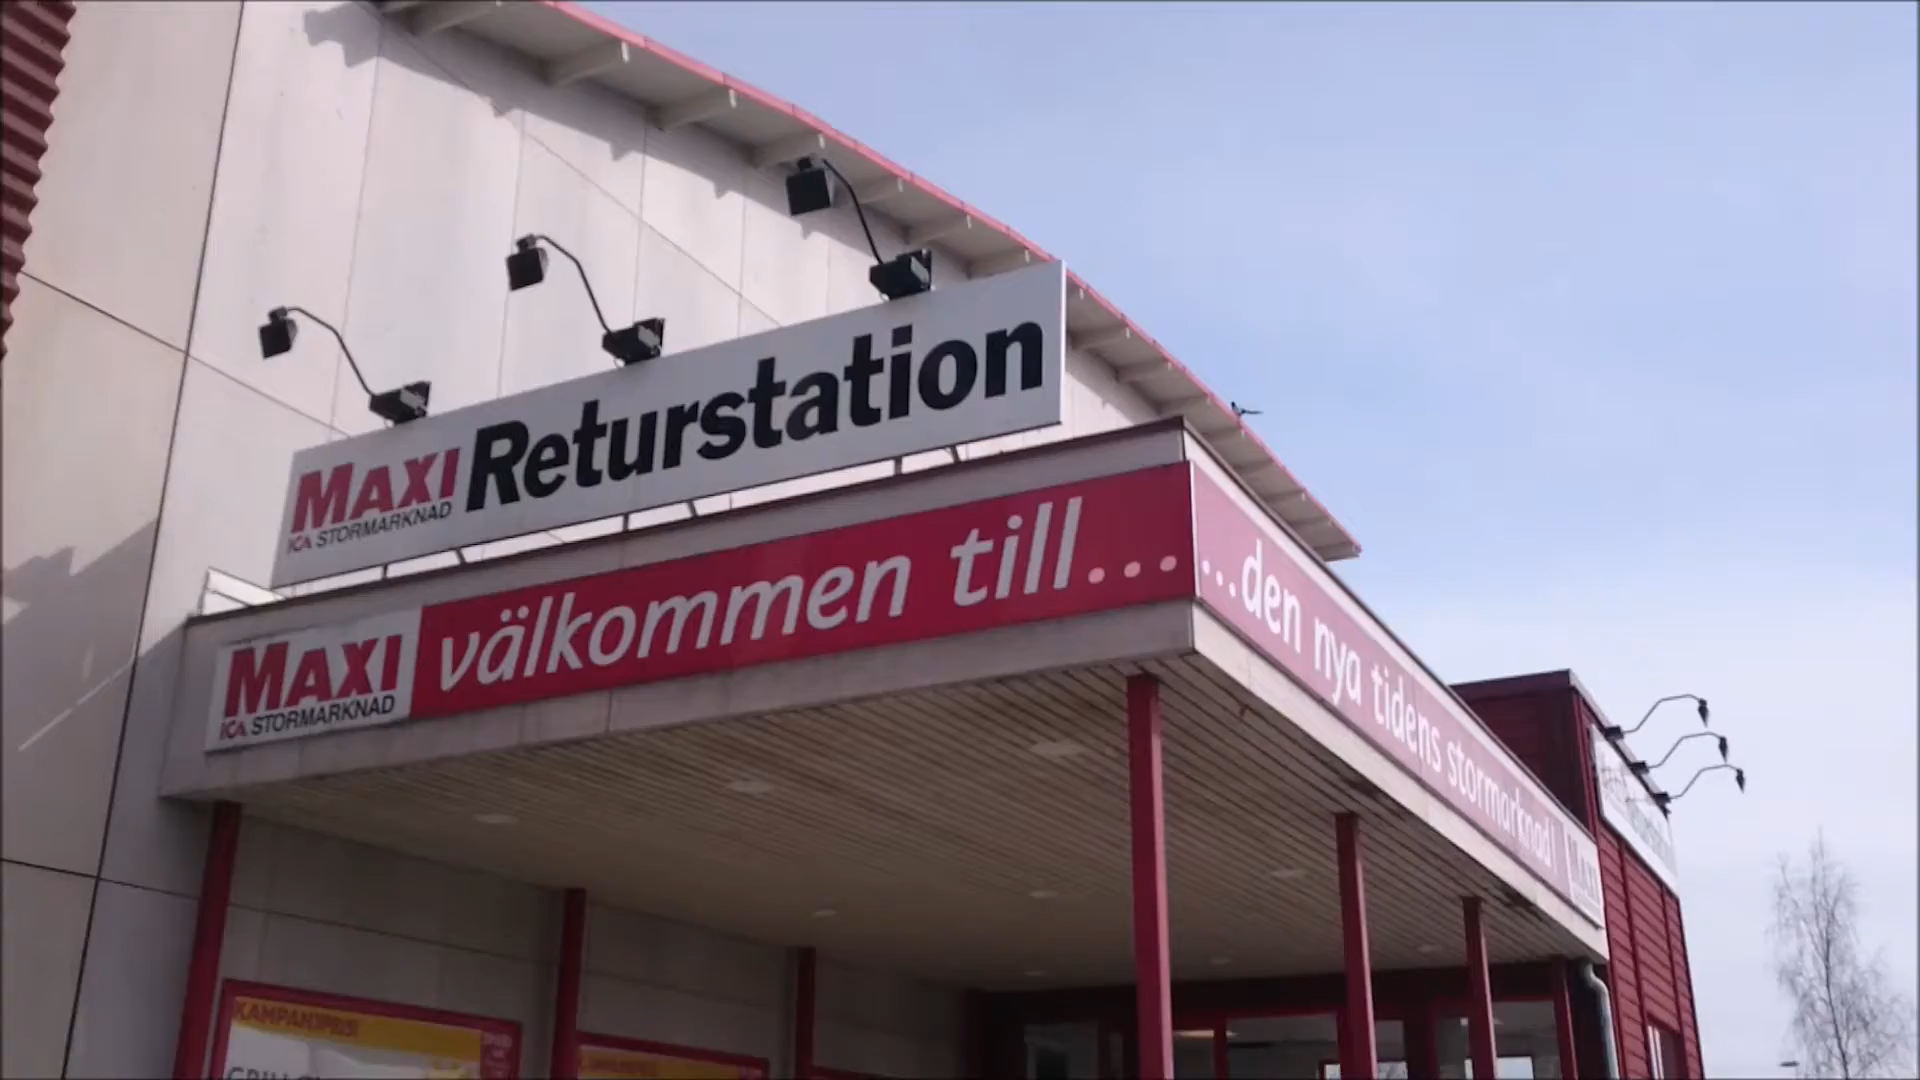 MAXI Returstation
ICA STORMARKNAD
MAXI välkommen till...
ICA STORMARKNAD
...den nya tidens stormarknad!
MAXI
KAMPANJPRIS!